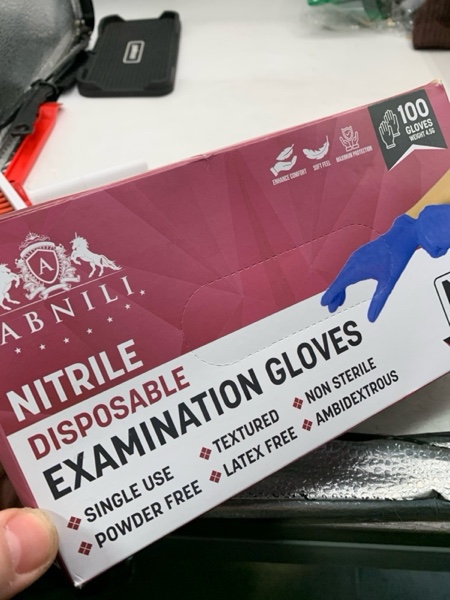 100
GLOVES
WEIGHT 4.5G
ENHANCE COMFORT
SOFT FEEL
MAXIMUM PROTECTION
A
ABNILI
NITRILE
DISPOSABLE
EXAMINATION GLOVES
SINGLE USE
TEXTURED
NON STERILE
POWDER FREE
LATEX FREE
AMBIDEXTROUS